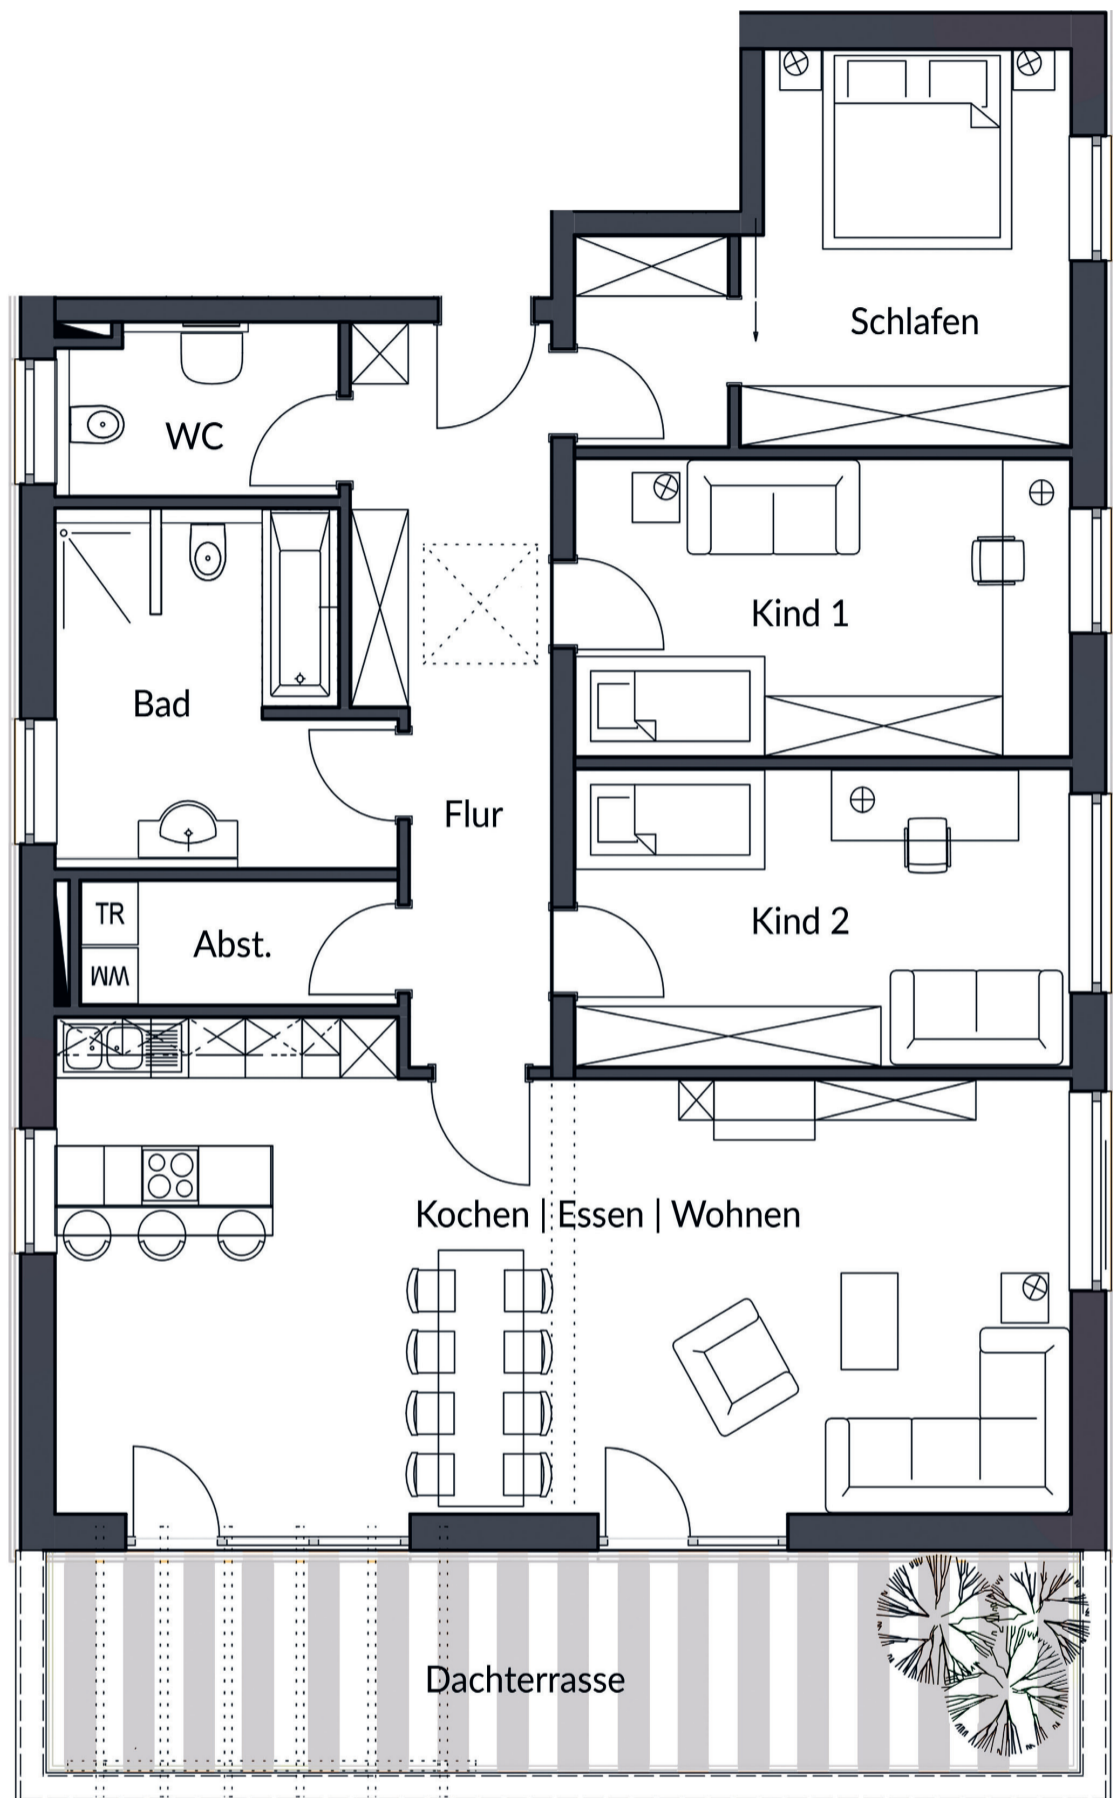 Schlafen
WC
Kind 1
Bad
Flur
TR
Abst.
Kind 2
WM
Kochen | Essen | Wohnen
Dachterrasse